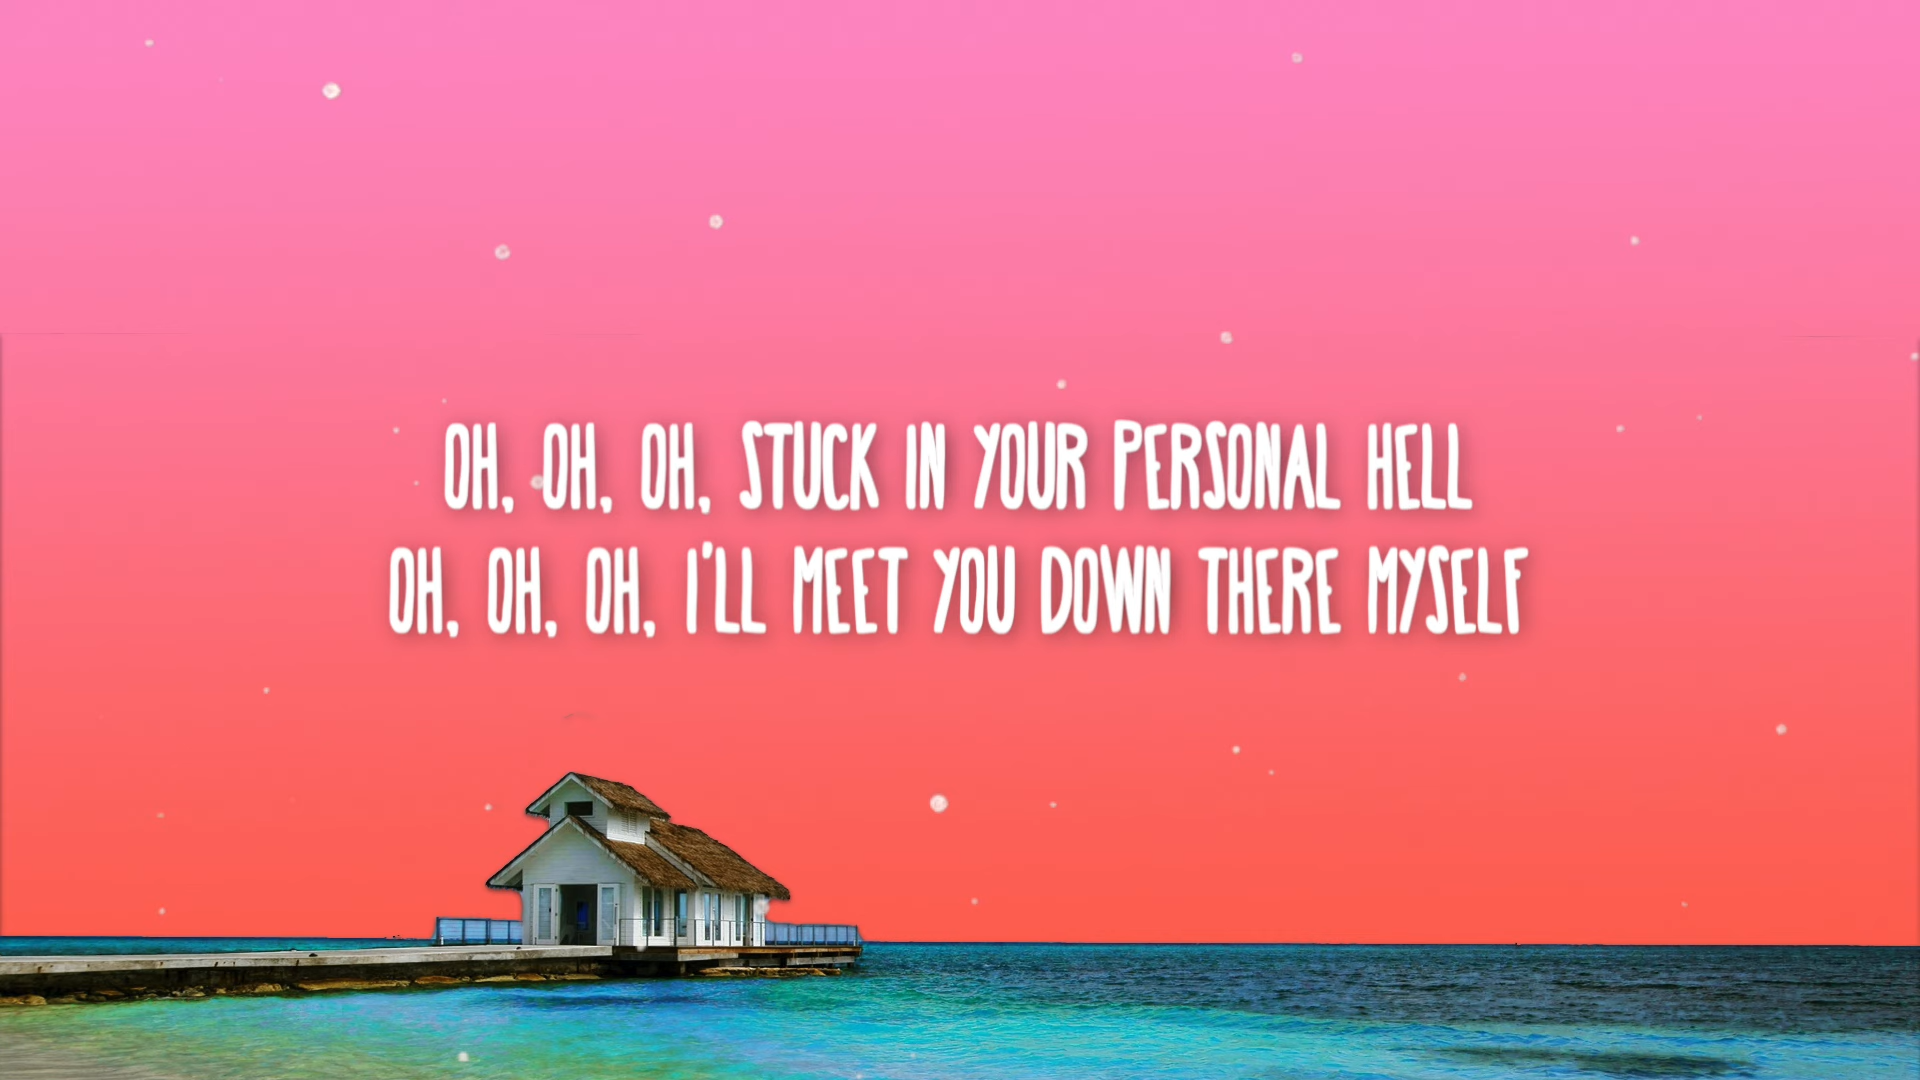 OH, OH, OH, STUCK IN YOUR PERSONAL HELL
OH, OH, OH, I'LL MEET YOU DOWN THERE MYSELF